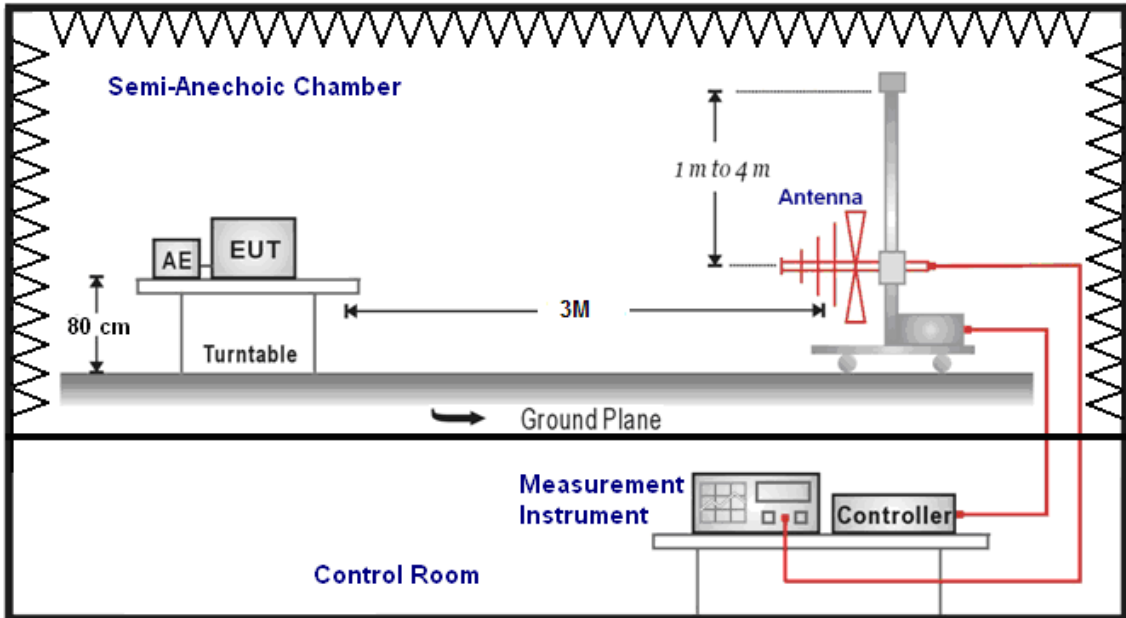 Semi-Anechoic Chamber
1 m to 4 m
Antenna
AE
EUT
3M
80 cm
Turntable
Ground Plane
Measurement
Instrument
Controller
Control Room